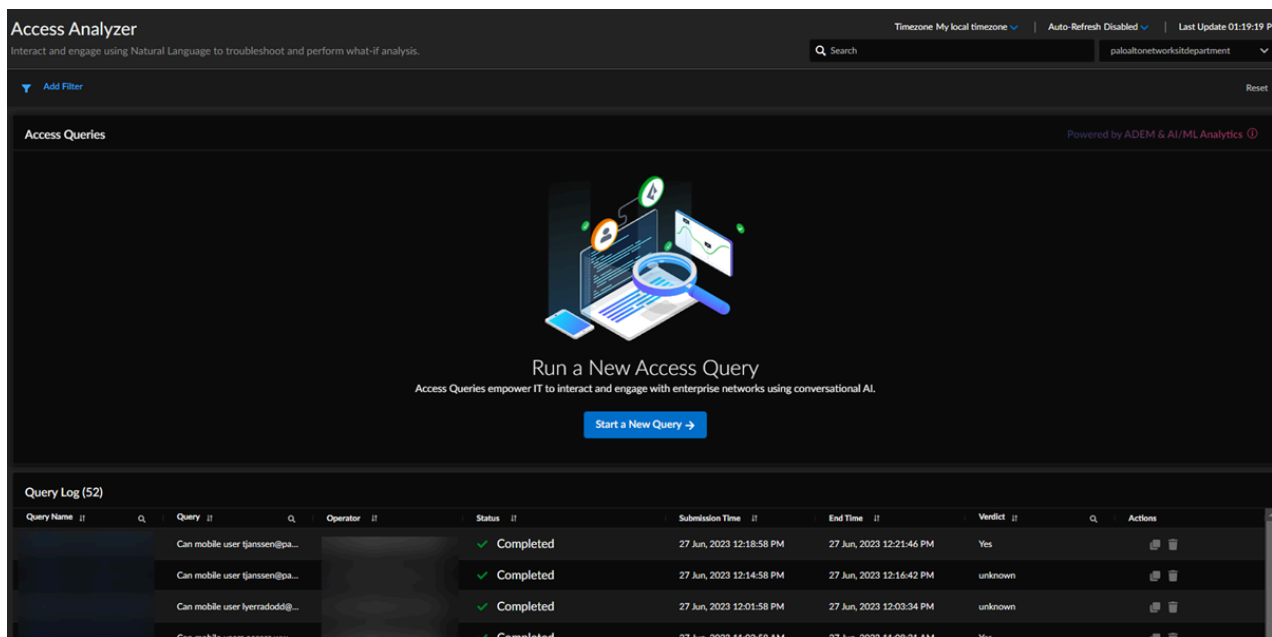 Access Analyzer
Timezone My local timezone | Auto-Refresh Disabled | Last Update 01:19:19 P
Interact and engage using Natural Language to troubleshoot and perform what-if analysis.
Search
paloaltonetworksitdepartment
Add Filter
Reset
Access Queries
Powered by ADEM & AI/ML Analytics
Run a New Access Query
Access Queries empower IT to interact and engage with enterprise networks using conversational AI.
Start a New Query →
Query Log (52)
Query Name Query Operator Status Submission Time End Time Verdict Actions
Can mobile user tjanssen@pa... Completed 27 Jun, 2023 12:18:58 PM 27 Jun, 2023 12:21:46 PM Yes
Can mobile user tjanssen@pa... Completed 27 Jun, 2023 12:14:58 PM 27 Jun, 2023 12:16:42 PM unknown
Can mobile user lyerradodd@... Completed 27 Jun, 2023 12:01:58 PM 27 Jun, 2023 12:03:34 PM unknown
Can mobile Completed 27 Jun, 2023